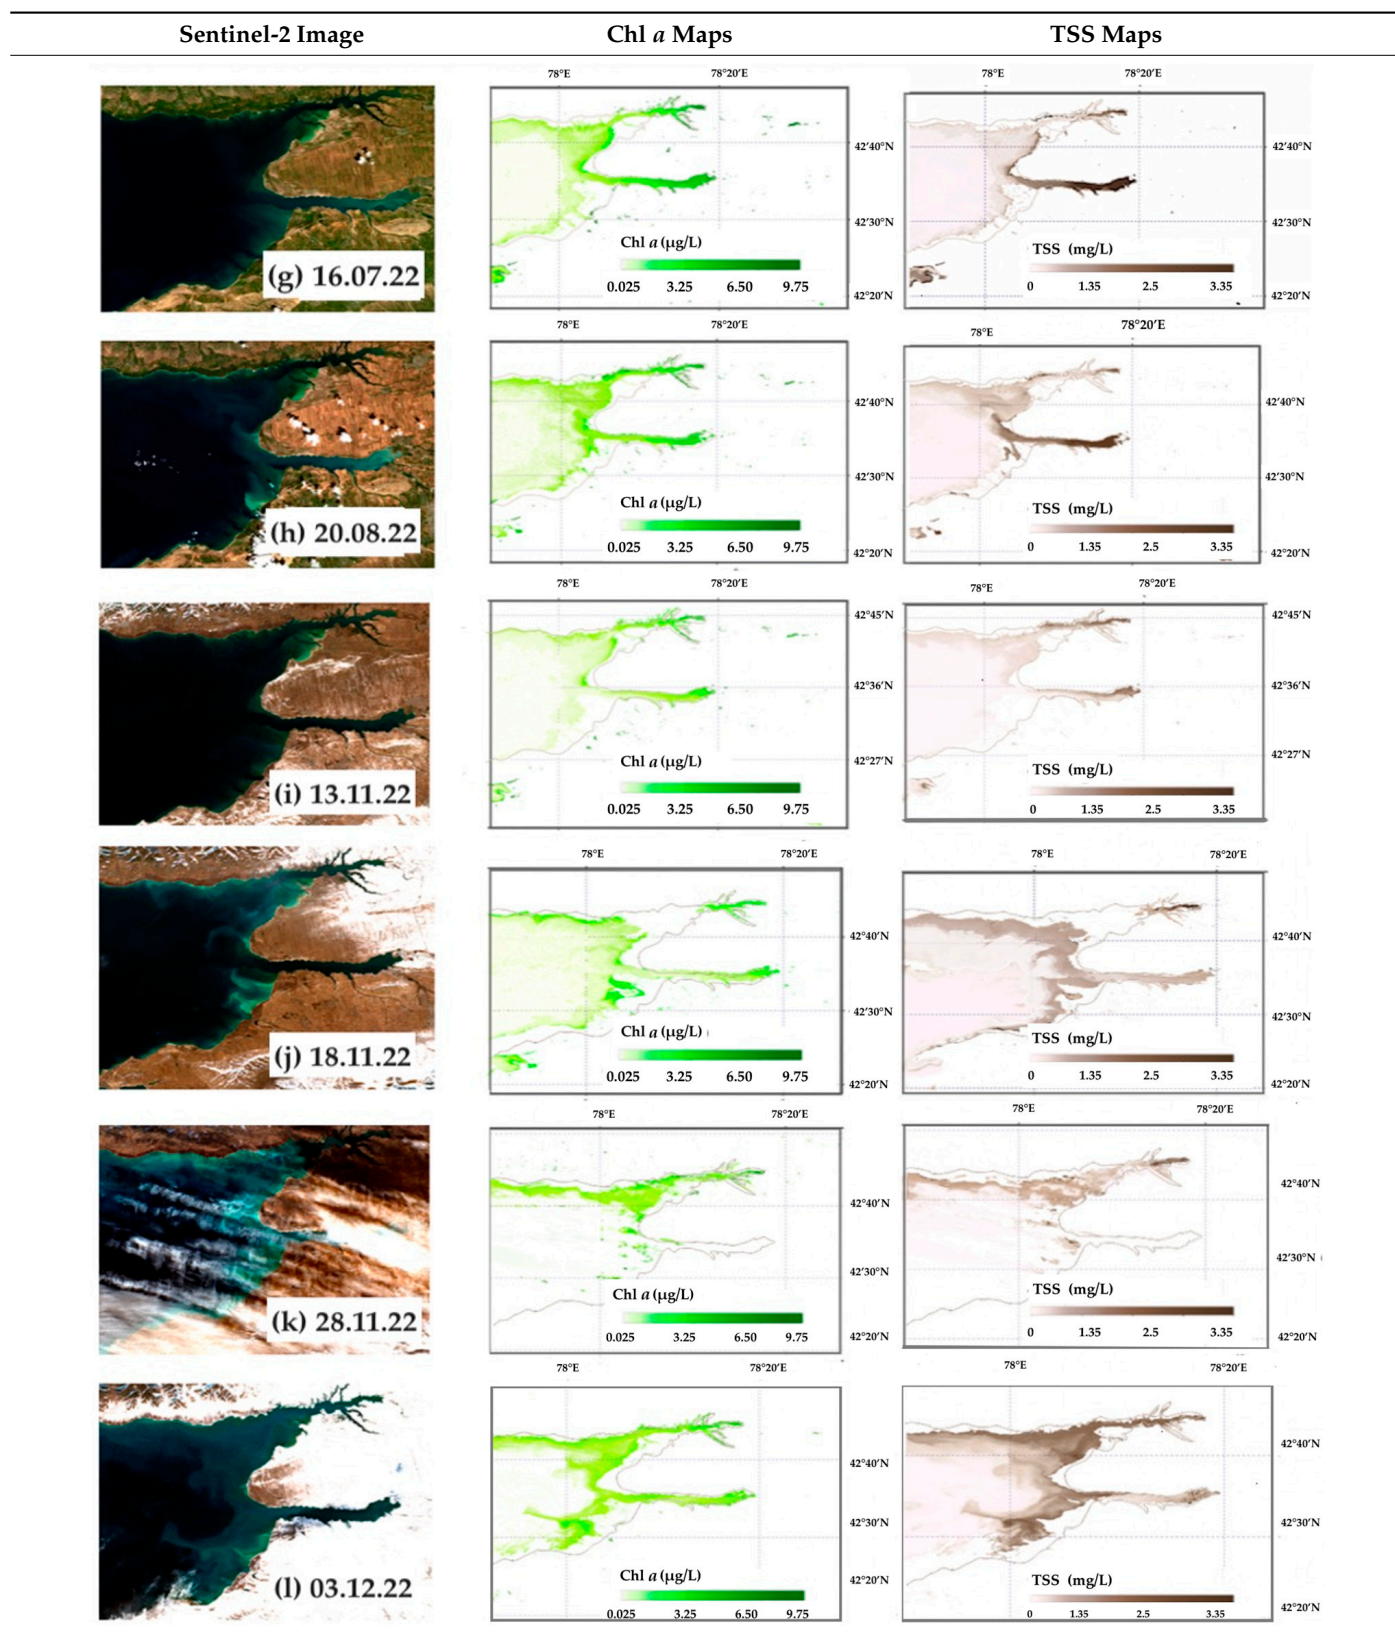 Sentinel-2 Image Chl a Maps TSS Maps
78°E 78°20′E 78°E 78°20′E
42′40°N 42′40°N
42′30°N 42′30°N
Chl a (µg/L) TSS (mg/L)
(g) 16.07.22
0.025 3.25 6.50 9.75 0 1.35 2.5 3.35
42°20′N 42°20′N
78°E 78°20′E 78°E 78°20′E
42′40°N 42′40°N
42′30°N 42′30°N
Chl a (µg/L) TSS (mg/L)
(h) 20.08.22
0.025 3.25 6.50 9.75 0 1.35 2.5 3.35
42°20′N 42°20′N
78°E 78°20′E 78°E 78°20′E
42°45′N 42°45′N
42°36′N 42°36′N
42°27′N 42°27′N
Chl a (µg/L) TSS (mg/L)
(i) 13.11.22
0.025 3.25 6.50 9.75 0 1.35 2.5 3.35
78°E 78°20′E 78°E 78°20′E
42°40′N 42°40′N
42°30′N 42°30′N
Chl a (µg/L) TSS (mg/L)
(j) 18.11.22
0.025 3.25 6.50 9.75 0 1.35 2.5 3.35
42°20′N 42°20′N
78°E 78°20′E 78°E 78°20′E
42°40′N 42°40′N
42°30′N 42°30′N
Chl a (µg/L) TSS (mg/L)
(k) 28.11.22
0.025 3.25 6.50 9.75 0 1.35 2.5 3.35
42°20′N 42°20′N
78°E 78°20′E 78°E 78°20′E
42°40′N 42°40′N
42°30′N 42°30′N
Chl a (µg/L) TSS (mg/L)
(l) 03.12.22
42°20′N 42°20′N
0.025 3.25 6.50 9.75 0 1.35 2.5 3.35